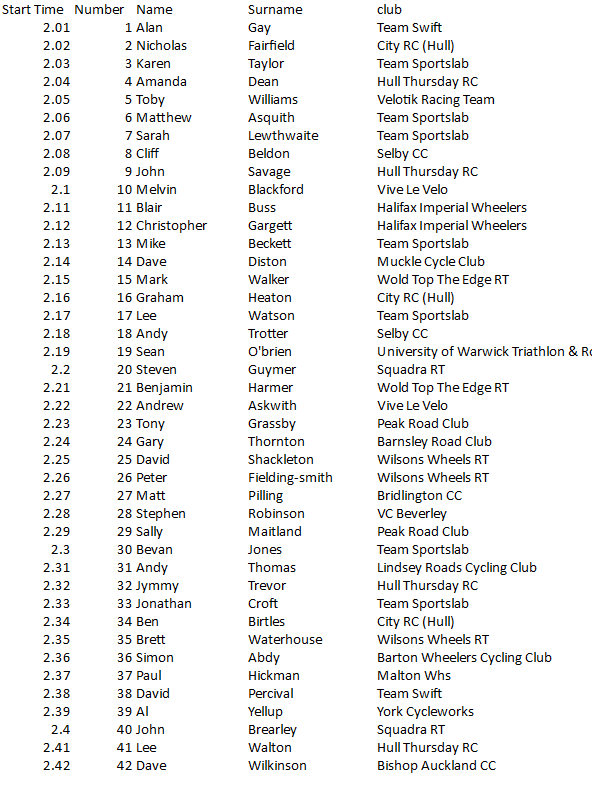 Start Time Number Name Surname club
2.01 1 Alan Gay Team Swift
2.02 2 Nicholas Fairfield City RC (Hull)
2.03 3 Karen Taylor Team Sportslab
2.04 4 Amanda Dean Hull Thursday RC
2.05 5 Toby Williams Velotik Racing Team
2.06 6 Matthew Asquith Team Sportslab
2.07 7 Sarah Lewthwaite Team Sportslab
2.08 8 Cliff Beldon Selby CC
2.09 9 John Savage Hull Thursday RC
2.1 10 Melvin Blackford Vive Le Velo
2.11 11 Blair Buss Halifax Imperial Wheelers
2.12 12 Christopher Gargett Halifax Imperial Wheelers
2.13 13 Mike Beckett Team Sportslab
2.14 14 Dave Diston Muckle Cycle Club
2.15 15 Mark Walker Wold Top The Edge RT
2.16 16 Graham Heaton City RC (Hull)
2.17 17 Lee Watson Team Sportslab
2.18 18 Andy Trotter Selby CC
2.19 19 Sean O'brien University of Warwick Triathlon & Ro
2.2 20 Steven Guymer Squadra RT
2.21 21 Benjamin Harmer Wold Top The Edge RT
2.22 22 Andrew Askwith Vive Le Velo
2.23 23 Tony Grassby Peak Road Club
2.24 24 Gary Thornton Barnsley Road Club
2.25 25 David Shackleton Wilsons Wheels RT
2.26 26 Peter Fielding-smith Wilsons Wheels RT
2.27 27 Matt Pilling Bridlington CC
2.28 28 Stephen Robinson VC Beverley
2.29 29 Sally Maitland Peak Road Club
2.3 30 Bevan Jones Team Sportslab
2.31 31 Andy Thomas Lindsey Roads Cycling Club
2.32 32 Jymmy Trevor Hull Thursday RC
2.33 33 Jonathan Croft Team Sportslab
2.34 34 Ben Birtles City RC (Hull)
2.35 35 Brett Waterhouse Wilsons Wheels RT
2.36 36 Simon Abdy Barton Wheelers Cycling Club
2.37 37 Paul Hickman Malton Whs
2.38 38 David Percival Team Swift
2.39 39 Al Yellup York Cycleworks
2.4 40 John Brearley Squadra RT
2.41 41 Lee Walton Hull Thursday RC
2.42 42 Dave Wilkinson Bishop Auckland CC